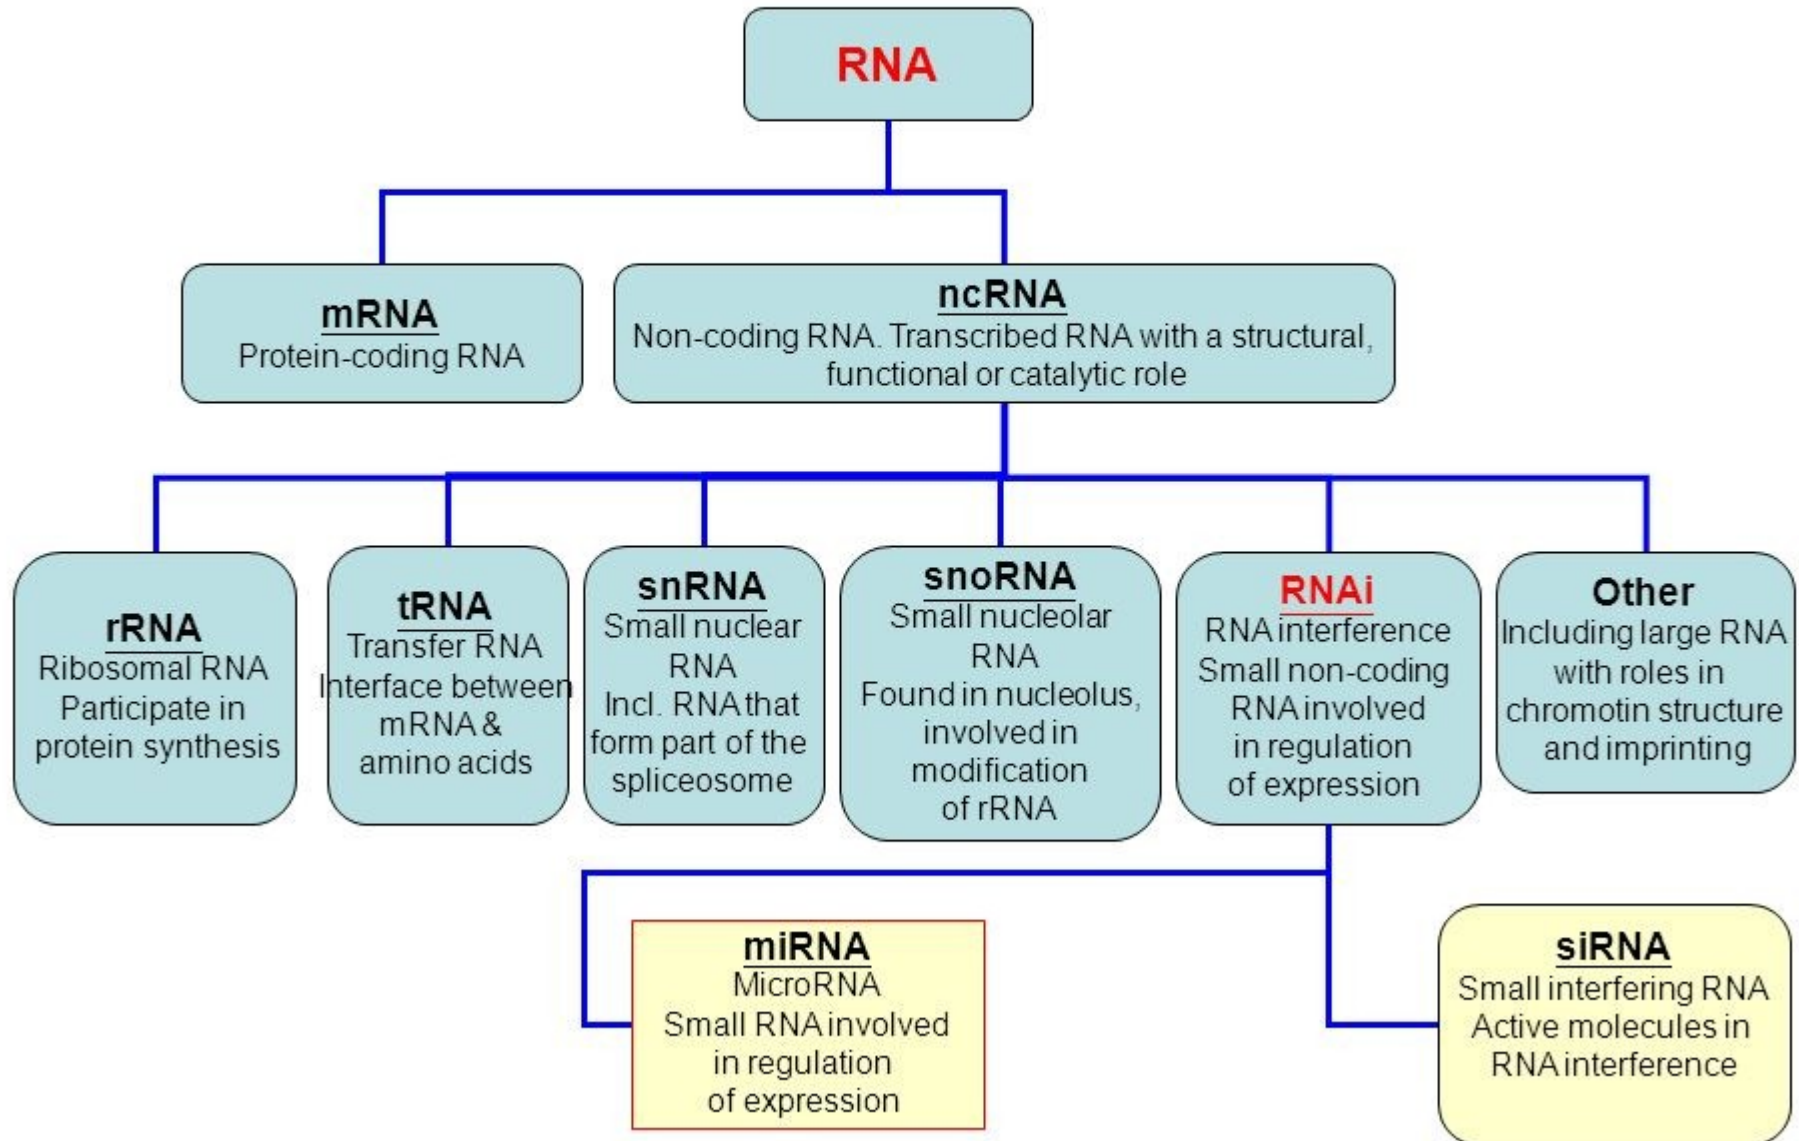 RNA
mRNA
Protein-coding RNA
ncRNA
Non-coding RNA. Transcribed RNA with a structural,
functional or catalytic role
rRNA
Ribosomal RNA
Participate in
protein synthesis
tRNA
Transfer RNA
Interface between
mRNA &
amino acids
snRNA
Small nuclear
RNA
Incl. RNA that
form part of the
spliceosome
snoRNA
Small nucleolar
RNA
Found in nucleolus,
involved in
modification
of rRNA
RNAi
RNA interference
Small non-coding
RNA involved
in regulation
of expression
Other
Including large RNA
with roles in
chromotin structure
and imprinting
miRNA
MicroRNA
Small RNA involved
in regulation
of expression
siRNA
Small interfering RNA
Active molecules in
RNA interference